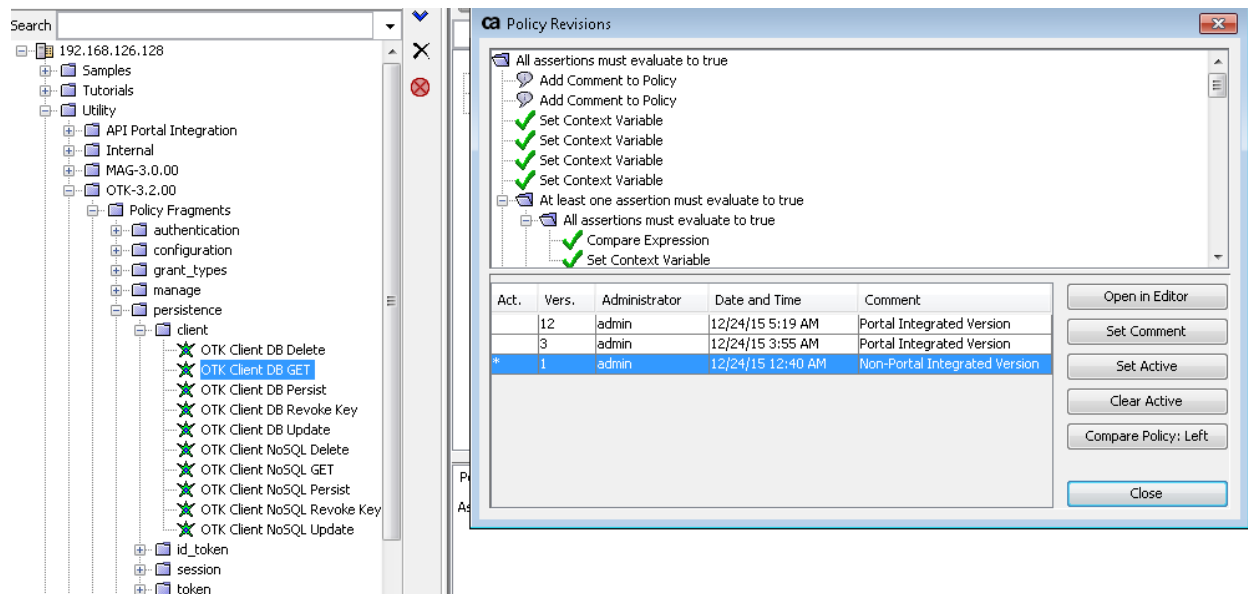 Search
192.168.126.128
Samples
Tutorials
Utility
API Portal Integration
Internal
MAG-3.0.00
OTK-3.2.00
Policy Fragments
authentication
configuration
grant_types
manage
persistence
client
OTK Client DB Delete
OTK Client DB GET
OTK Client DB Persist
OTK Client DB Revoke Key
OTK Client DB Update
OTK Client NoSQL Delete
OTK Client NoSQL GET
OTK Client NoSQL Persist
OTK Client NoSQL Revoke Key
OTK Client NoSQL Update
id_token
session
token
ca Policy Revisions
All assertions must evaluate to true
Add Comment to Policy
Add Comment to Policy
Set Context Variable
Set Context Variable
Set Context Variable
Set Context Variable
At least one assertion must evaluate to true
All assertions must evaluate to true
Compare Expression
Set Context Variable
Act. Vers. Administrator Date and Time Comment
12 admin 12/24/15 5:19 AM Portal Integrated Version
3 admin 12/24/15 3:55 AM Portal Integrated Version
* 1 admin 12/24/15 12:40 AM Non-Portal Integrated Version
Open in Editor
Set Comment
Set Active
Clear Active
Compare Policy: Left
Close